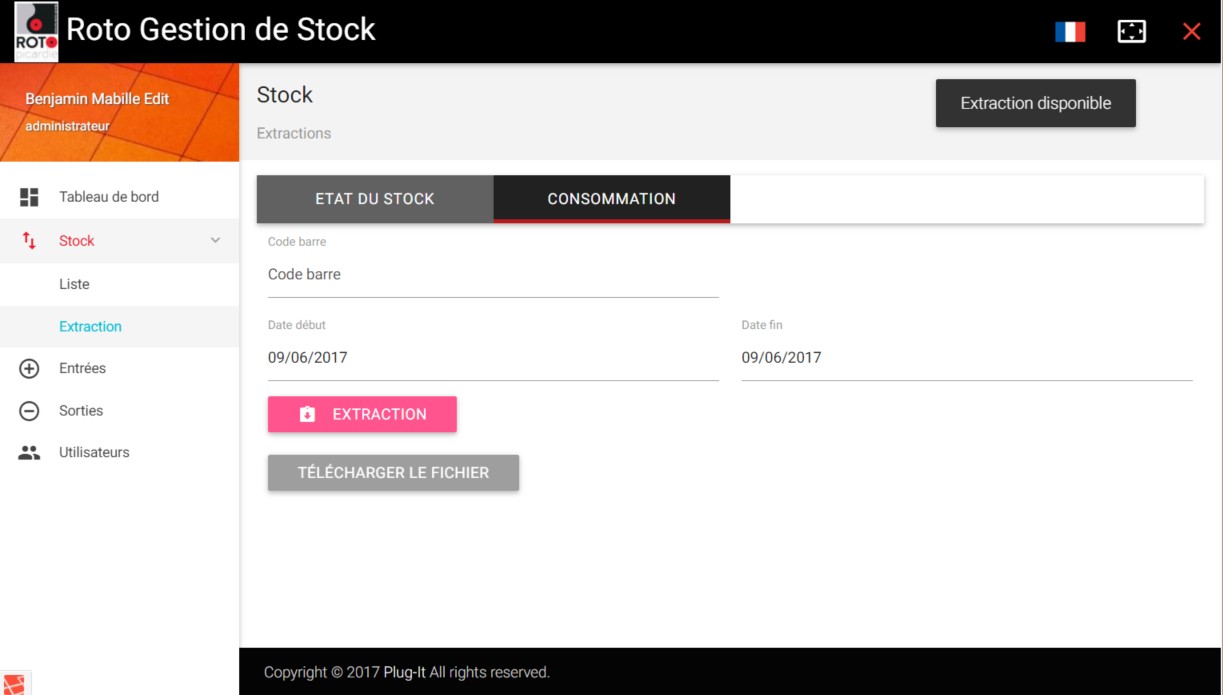 ROTO
picardie
Roto Gestion de Stock
Benjamin Mabille Edit
administrateur
Stock
Extractions
Extraction disponible
Tableau de bord
Stock
Liste
Extraction
Entrées
Sorties
Utilisateurs
ETAT DU STOCK
CONSOMMATION
Code barre
Code barre
Date début
Date fin
09/06/2017
09/06/2017
EXTRACTION
TÉLÉCHARGER LE FICHIER
Copyright © 2017 Plug-It All rights reserved.